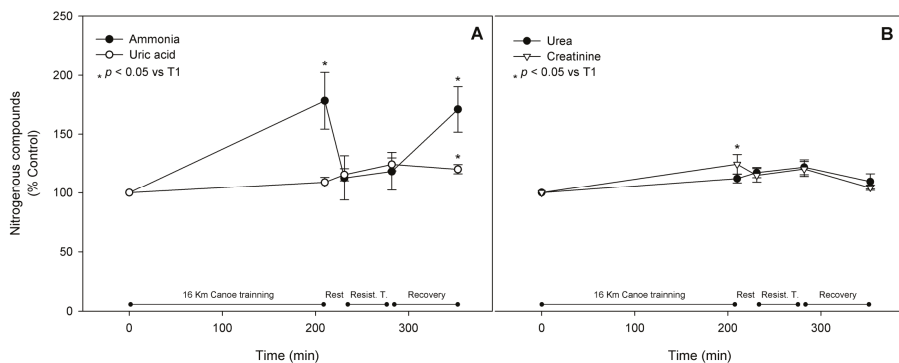 Nitrogenous compounds
(% Control)
250
200
150
100
50
0
A
Ammonia
Uric acid
* p < 0.05 vs T1
*
*
*
16 Km Canoe trainning
Rest
Resist. T.
Recovery
0
100
200
300
Time (min)
B
Urea
Creatinine
* p < 0.05 vs T1
*
16 Km Canoe trainning
Rest
Resist. T.
Recovery
0
100
200
300
Time (min)